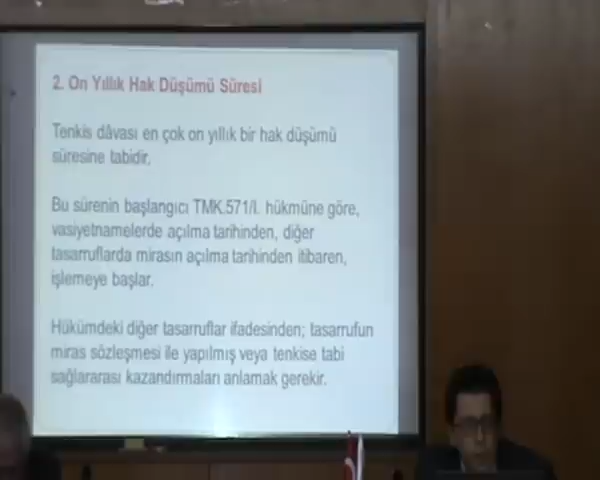 2. On Yıllık Hak Düşümü Süresi
Tenkis dâvası en çok on yıllık bir hak düşümü
süresine tabidir.
Bu sürenin başlangıcı TMK.571/I. hükmüne göre,
vasiyetnamelerde açılma tarihinden, diğer
tasarruflarda mirasın açılma tarihinden itibaren,
işlemeye başlar.
Hükümdeki diğer tasarruflar ifadesinden; tasarrufun
miras sözleşmesi ile yapılmış veya tenkise tabi
sağlararası kazandırmaları anlamak gerekir.